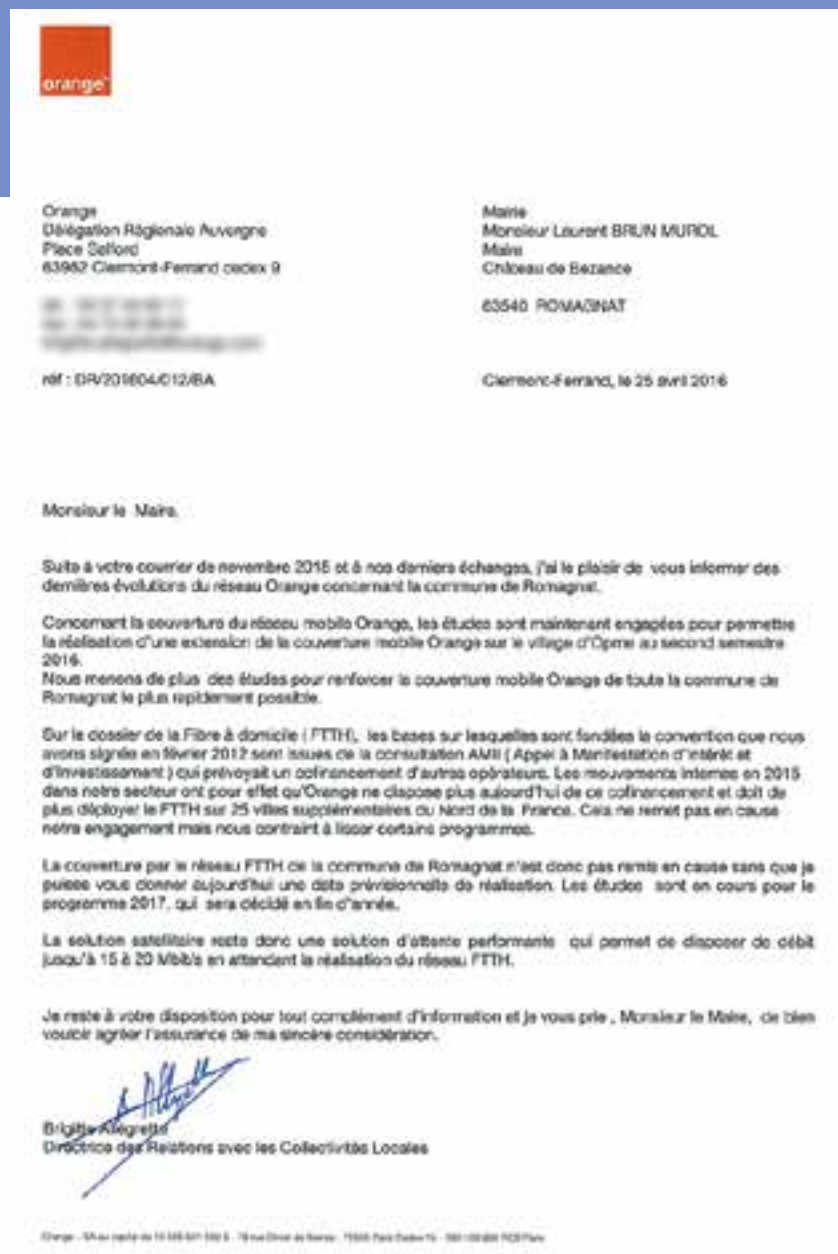 orange
Orange
Délégation Régionale Auvergne
Place Salford
63962 Clermont-Ferrand cedex 9
réf : DR/201604/012/BA
Mairie
Monsieur Laurent BRUN MUROL
Maire
Château de Bezance
63540 ROMAGNAT
Clermont-Ferrand, le 25 avril 2016
Monsieur le Maire,
Suite à votre courrier de novembre 2015 et à nos derniers échanges, j'ai le plaisir de vous informer des
dernières évolutions du réseau Orange concernant la commune de Romagnat.
Concernant la couverture du réseau mobile Orange, les études sont maintenant engagées pour permettre
la réalisation d'une extension de la couverture mobile Orange sur le village d'Opme au second semestre
2016.
Nous menons de plus des études pour renforcer la couverture mobile Orange de toute la commune de
Romagnat le plus rapidement possible.
Sur le dossier de la Fibre à domicile ( FTTH), les bases sur lesquelles sont fondées la convention que nous
avons signée en février 2012 sont issues de la consultation AMII ( Appel à Manifestation d'Intérêt et
d'Investissement ) qui prévoyait un cofinancement d'autres opérateurs. Les mouvements internes en 2015
dans notre secteur ont pour effet qu'Orange ne dispose plus aujourd'hui de ce cofinancement et doit de
plus déployer le FTTH sur 25 villes supplémentaires du Nord de la France. Cela ne remet pas en cause
notre engagement mais nous contraint à lisser certains programmes.
La couverture par le réseau FTTH de la commune de Romagnat n'est donc pas remis en cause sans que je
puisse vous donner aujourd'hui une date prévisionnelle de réalisation. Les études sont en cours pour le
programme 2017, qui sera décidé en fin d'année.
La solution satellitaire reste donc une solution d'attente performante qui permet de disposer de débit
jusqu'à 15 à 20 Mbit/s en attendant la réalisation du réseau FTTH.
Je reste à votre disposition pour tout complément d'information et je vous prie , Monsieur le Maire, de bien
vouloir agréer l'assurance de ma sincère considération.
Brigitte Allegretti
Directrice des Relations avec les Collectivités Locales